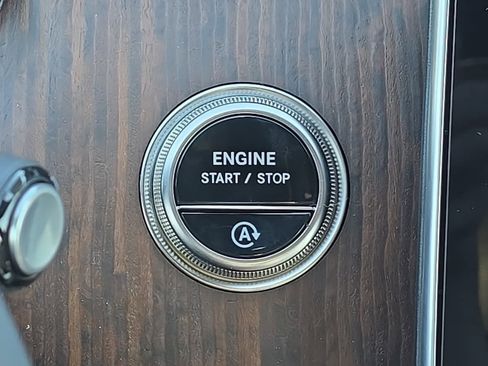 ENGINE
START / STOP
A